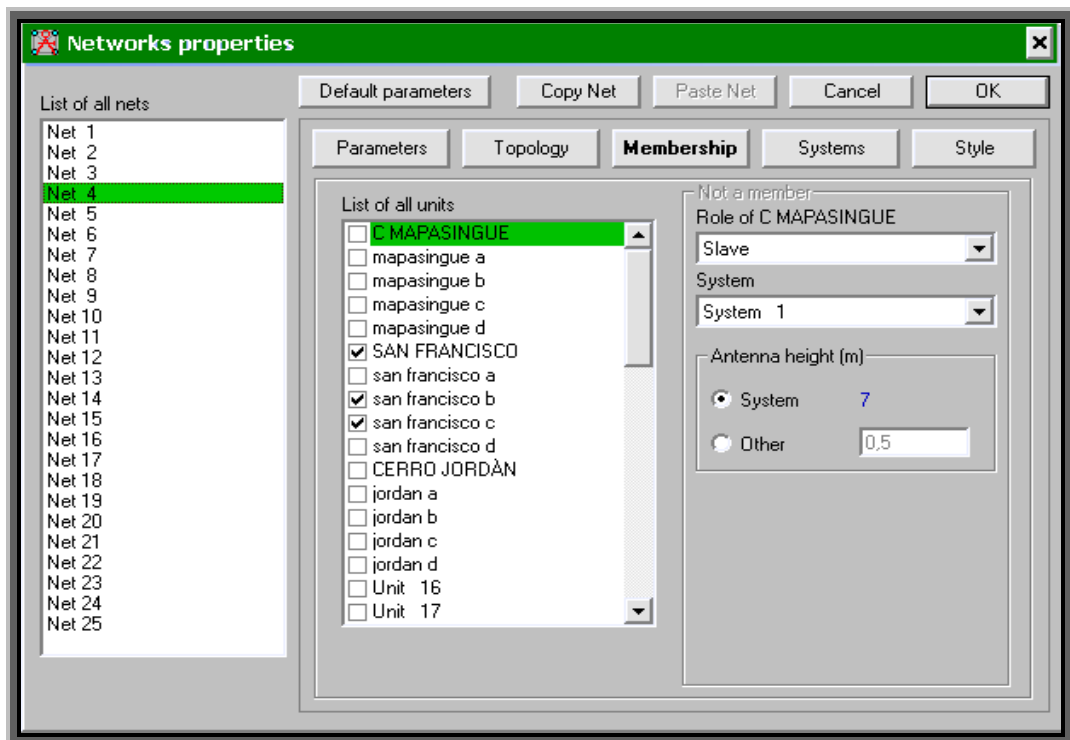 Networks properties
Default parameters
Copy Net
Paste Net
Cancel
OK
List of all nets
Net 1
Net 2
Net 3
Net 4
Net 5
Net 6
Net 7
Net 8
Net 9
Net 10
Net 11
Net 12
Net 13
Net 14
Net 15
Net 16
Net 17
Net 18
Net 19
Net 20
Net 21
Net 22
Net 23
Net 24
Net 25
Parameters
Topology
Membership
Systems
Style
List of all units
C MAPASINGUE
mapasingue a
mapasingue b
mapasingue c
mapasingue d
SAN FRANCISCO
san francisco a
san francisco b
san francisco c
san francisco d
CERRO JORDÀN
jordan a
jordan b
jordan c
jordan d
Unit 16
Unit 17
Not a member
Role of C MAPASINGUE
Slave
System
System 1
Antenna height (m)
System 7
Other 0,5